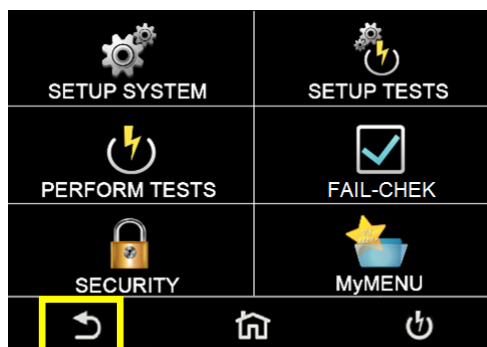 SETUP SYSTEM
SETUP TESTS
PERFORM TESTS
FAIL-CHEK
SECURITY
MyMENU